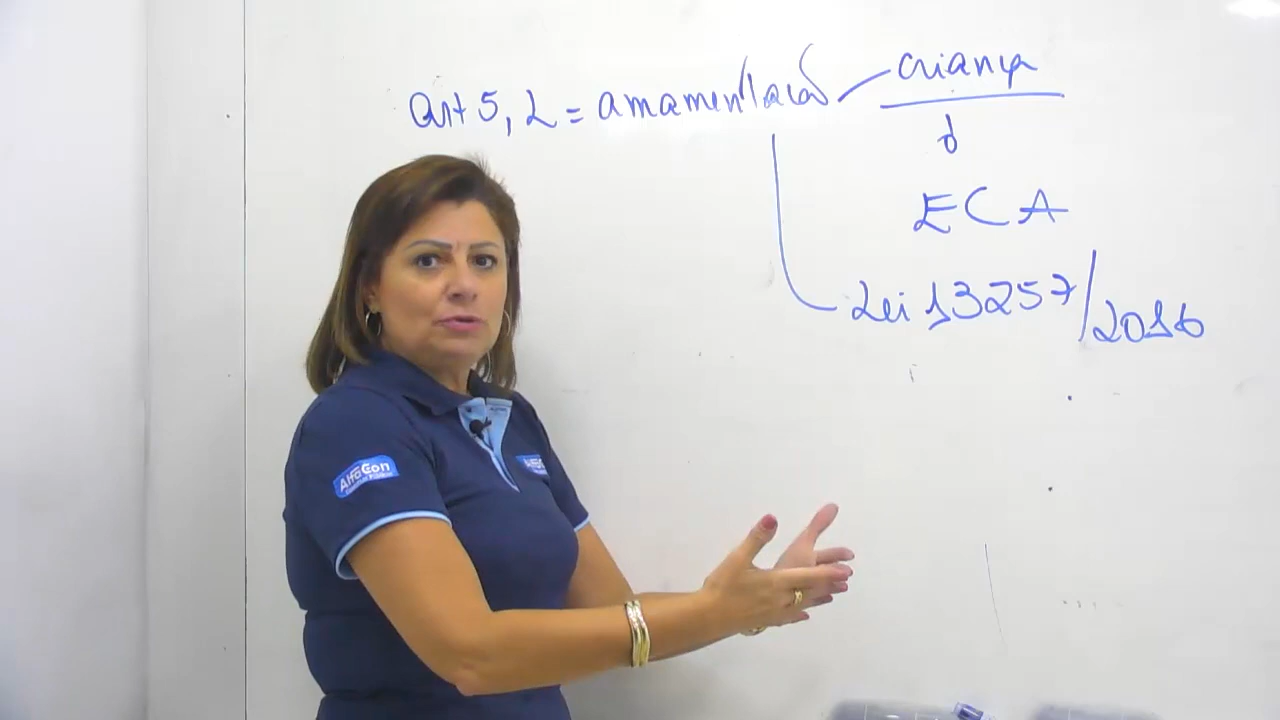 art 5, L = amamentação criança
ECA
Lei 13257/2016
AlfaCon